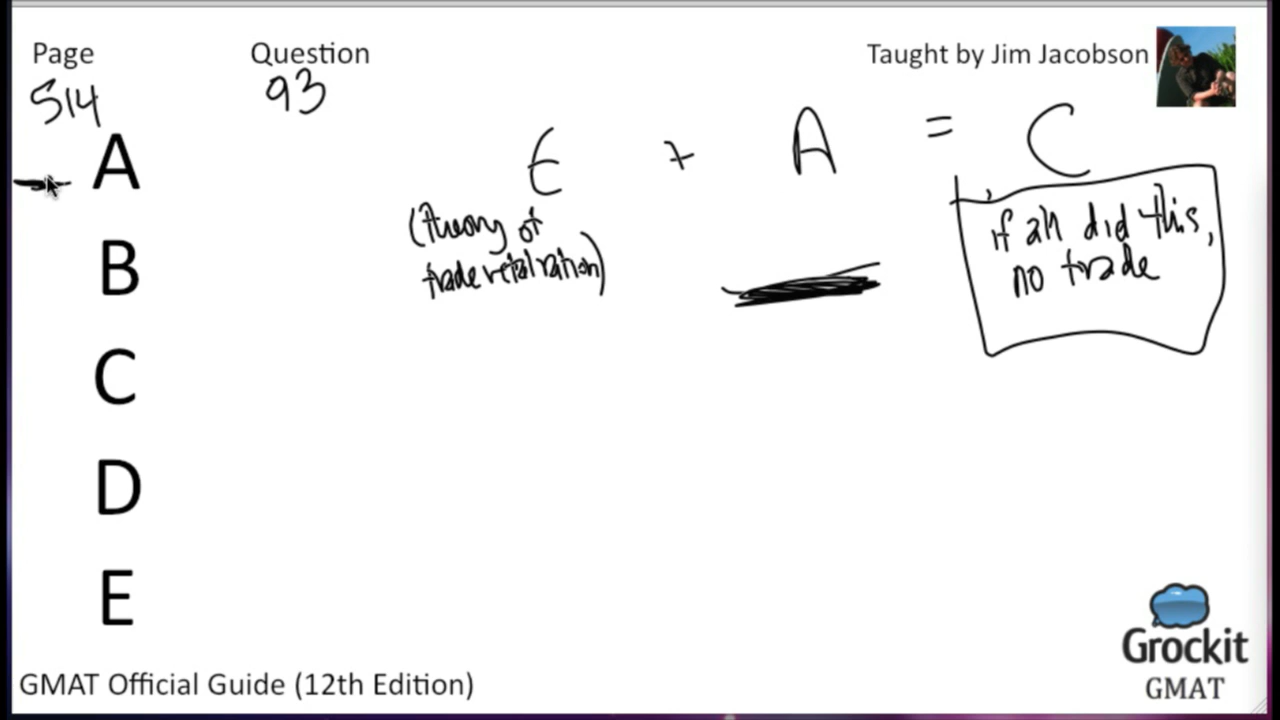 Page
Question
Taught by Jim Jacobson
514
93
E + A = C
(theory of
trade retalration)
if all did this,
no trade
A
B
C
D
E
Grockit
GMAT
GMAT Official Guide (12th Edition)